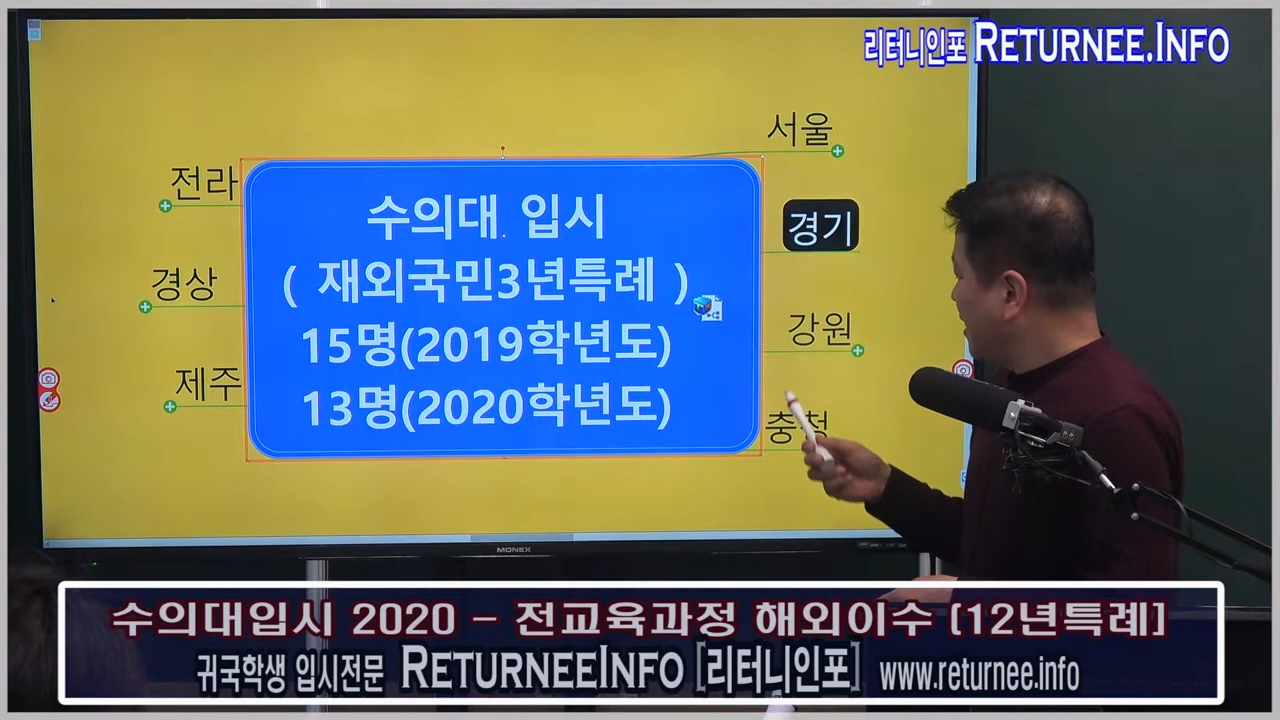 리터니인포 RETURNEE.INFO
서울
전라
경기
경상
강원
제주
충청
수의대 입시
( 재외국민3년특례 )
15명(2019학년도)
13명(2020학년도)
MONEX
수의대입시 2020 - 전교육과정 해외이수 [12년특례]
귀국학생 입시전문 RETURNEEINFO [리터니인포] www.returnee.info